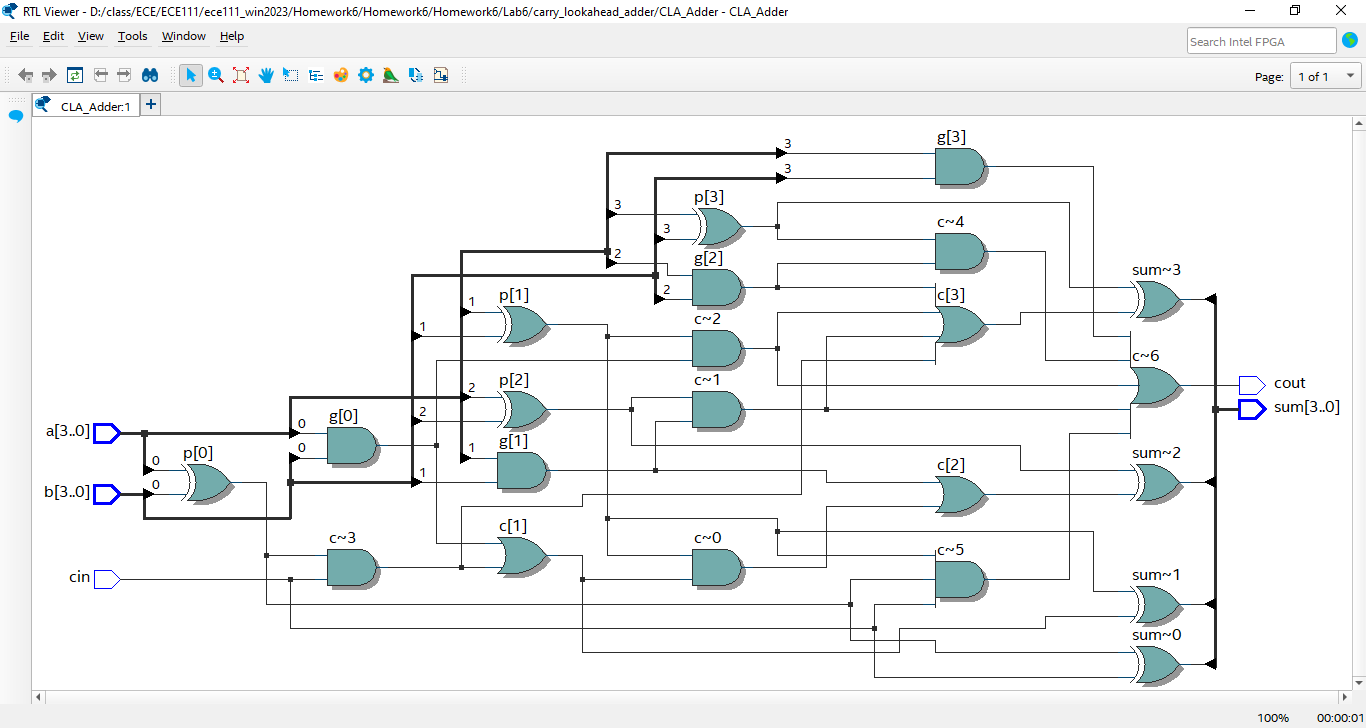 RTL Viewer - D:/class/ECE/ECE111/ece111_win2023/Homework6/Homework6/Homework6/Lab6/carry_lookahead_adder/CLA_Adder - CLA_Adder
File Edit View Tools Window Help
Search Intel FPGA
Page: 1 of 1
CLA_Adder:1
g[3]
3
3
p[3]
3
3
c~4
g[2]
2
2
sum~3
p[1]
1
1
c[3]
c~2
c~6
p[2]
2
2
c~1
cout
sum[3..0]
g[0]
0
0
a[3..0]
p[0]
0
0
b[3..0]
g[1]
1
1
sum~2
c[2]
c[1]
c~3
c~0
c~5
cin
sum~1
sum~0
100% 00:00:01